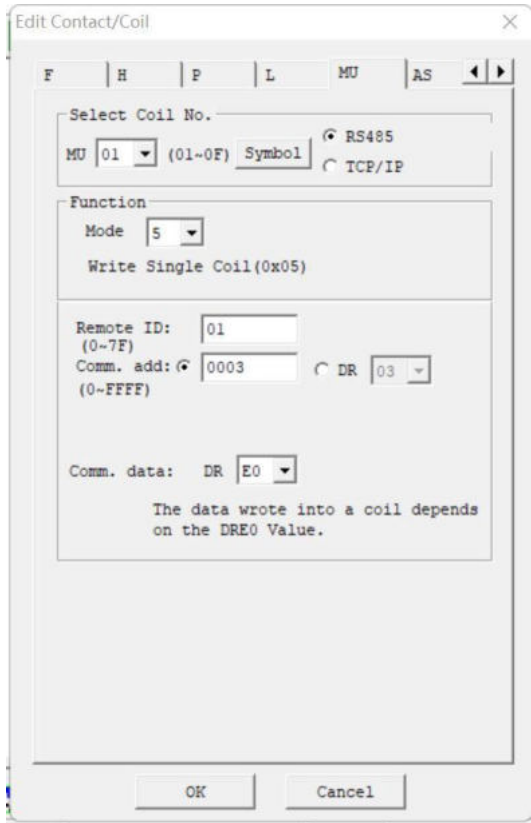 Edit Contact/Coil
F H P L MU AS
Select Coil No.
MU 01 (01~0F) Symbol
RS485
TCP/IP
Function
Mode 5
Write Single Coil(0x05)
Remote ID: 01
(0~7F)
Comm. add: 0003 DR 03
(0~FFFF)
Comm. data: DR E0
The data wrote into a coil depends
on the DRE0 Value.
OK Cancel